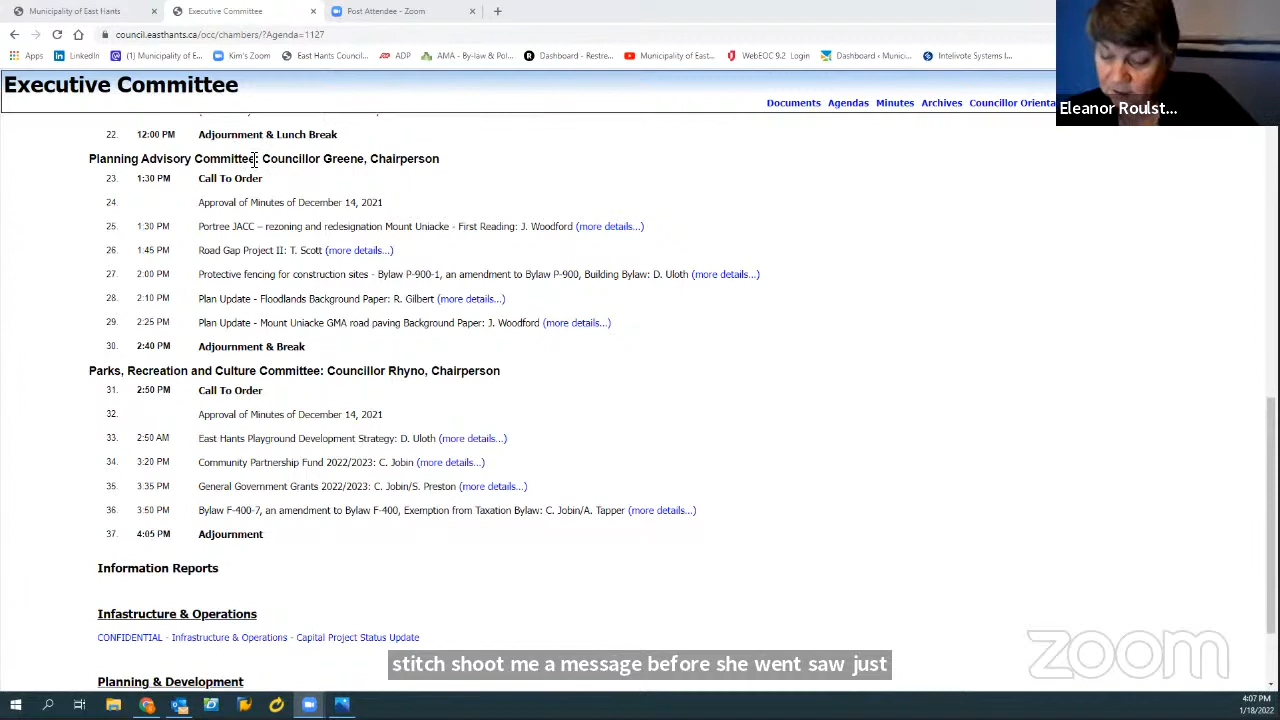 Municipality of East Hants
Executive Committee
Post Attendee - Zoom
council.easthants.ca/occ/chambers/?Agenda=1127
Apps LinkedIn (1) Municipality of E... Kim's Zoom East Hants Council... ADP AMA - By-law & Pol... Dashboard - Restre... Municipality of East... WebEOC 9.2 Login Dashboard ‹ Munic... Intelivote Systems I...
Executive Committee
Documents Agendas Minutes Archives Councillor Orienta
Eleanor Roulst...
22. 12:00 PM Adjournment & Lunch Break
Planning Advisory Committee: Councillor Greene, Chairperson
23. 1:30 PM Call To Order
24. Approval of Minutes of December 14, 2021
25. 1:30 PM Portree JACC – rezoning and redesignation Mount Uniacke - First Reading: J. Woodford (more details...)
26. 1:45 PM Road Gap Project II: T. Scott (more details...)
27. 2:00 PM Protective fencing for construction sites - Bylaw P-900-1, an amendment to Bylaw P-900, Building Bylaw: D. Uloth (more details...)
28. 2:10 PM Plan Update - Floodlands Background Paper: R. Gilbert (more details...)
29. 2:25 PM Plan Update - Mount Uniacke GMA road paving Background Paper: J. Woodford (more details...)
30. 2:40 PM Adjournment & Break
Parks, Recreation and Culture Committee: Councillor Rhyno, Chairperson
31. 2:50 PM Call To Order
32. Approval of Minutes of December 14, 2021
33. 2:50 AM East Hants Playground Development Strategy: D. Uloth (more details...)
34. 3:20 PM Community Partnership Fund 2022/2023: C. Jobin (more details...)
35. 3:35 PM General Government Grants 2022/2023: C. Jobin/S. Preston (more details...)
36. 3:50 PM Bylaw F-400-7, an amendment to Bylaw F-400, Exemption from Taxation Bylaw: C. Jobin/A. Tapper (more details...)
37. 4:05 PM Adjournment
Information Reports
Infastructure & Operations
CONFIDENTIAL - Infrastructure & Operations - Capital Project Status Update
stitch shoot me a message before she went saw just
zoom
Planning & Development
4:07 PM
1/18/2022